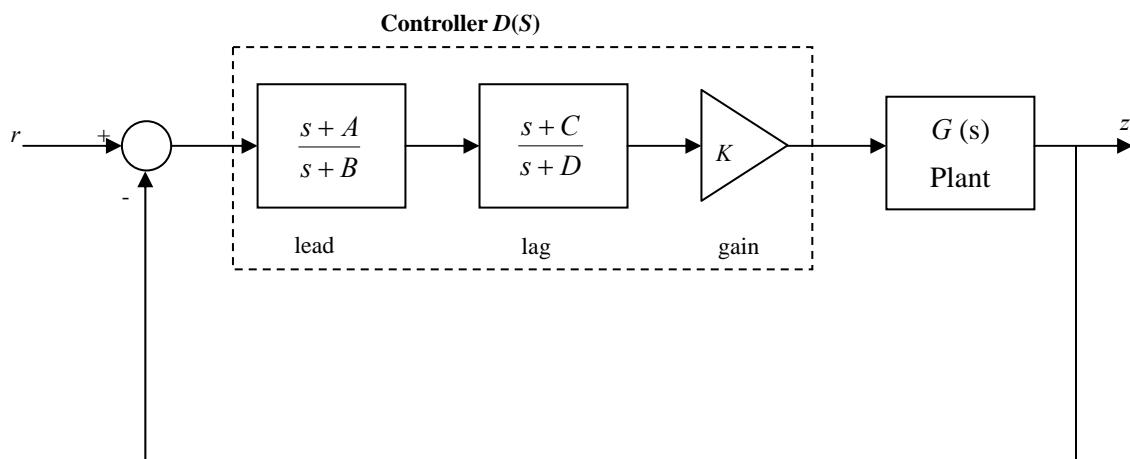 Controller D(S)
r
+
-
s + A
s + B
lead
s + C
s + D
lag
K
gain
G (s)
Plant
z